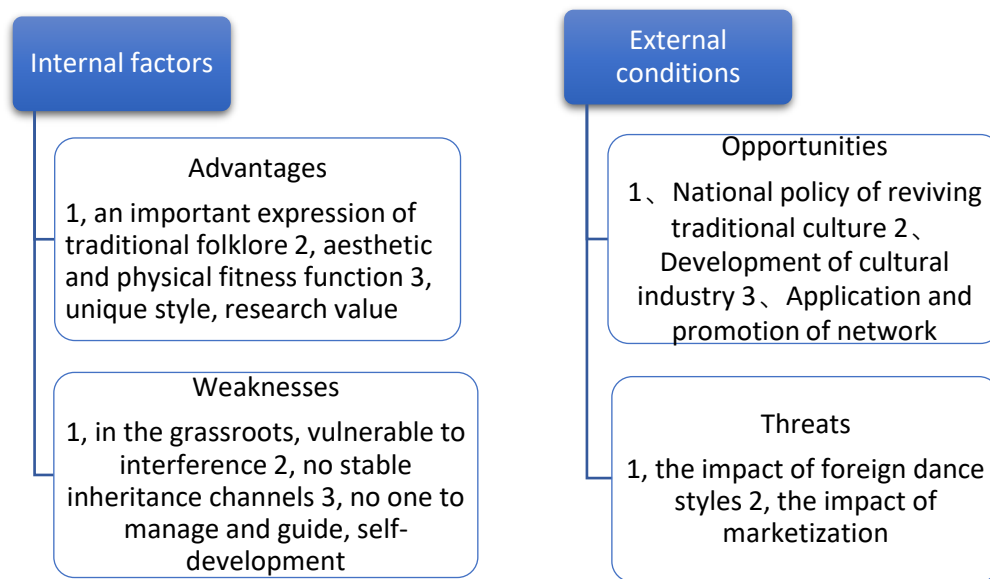 Internal factors
Advantages
1, an important expression of
traditional folklore 2, aesthetic
and physical fitness function 3,
unique style, research value
Weaknesses
1, in the grassroots, vulnerable to
interference 2, no stable
inheritance channels 3, no one to
manage and guide, self-
development
External
conditions
Opportunities
1、National policy of reviving
traditional culture 2、
Development of cultural
industry 3、Application and
promotion of network
Threats
1, the impact of foreign dance
styles 2, the impact of
marketization